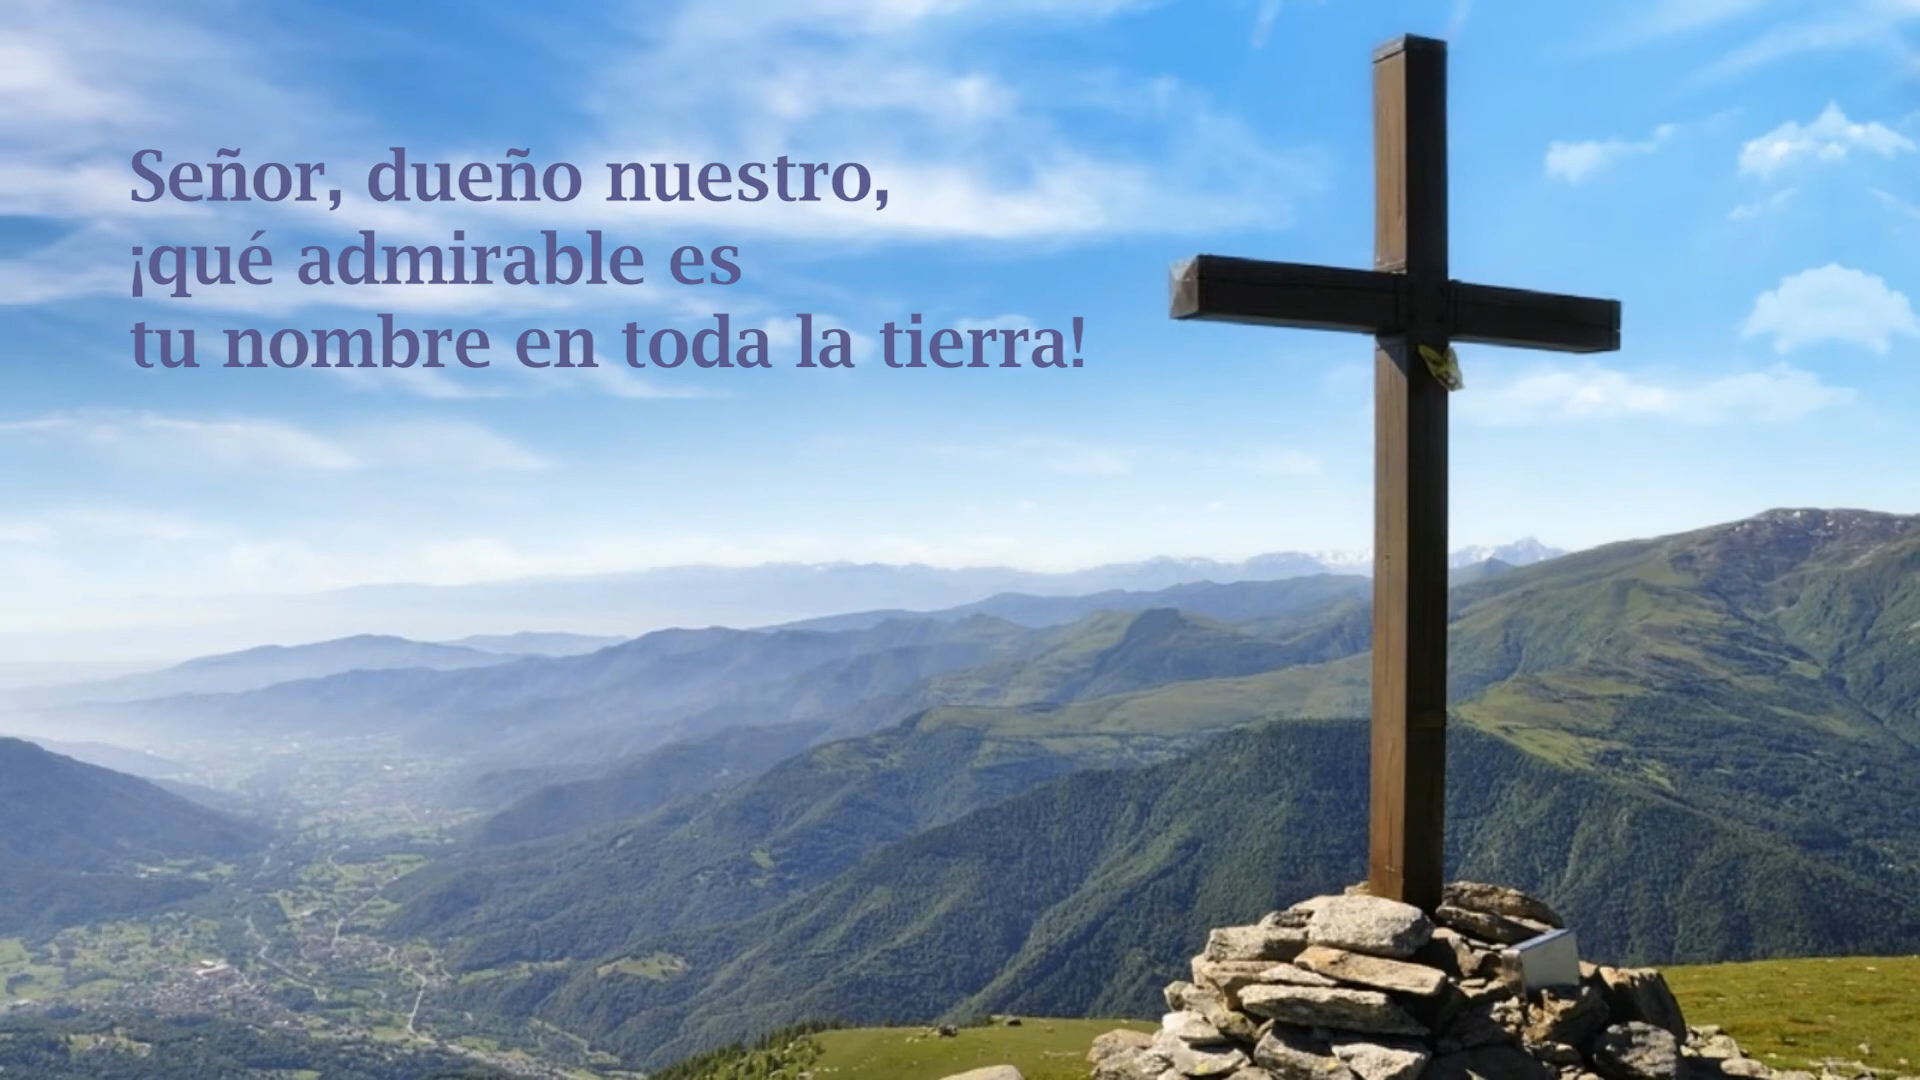 Señor, dueño nuestro,
¡qué admirable es
tu nombre en toda la tierra!